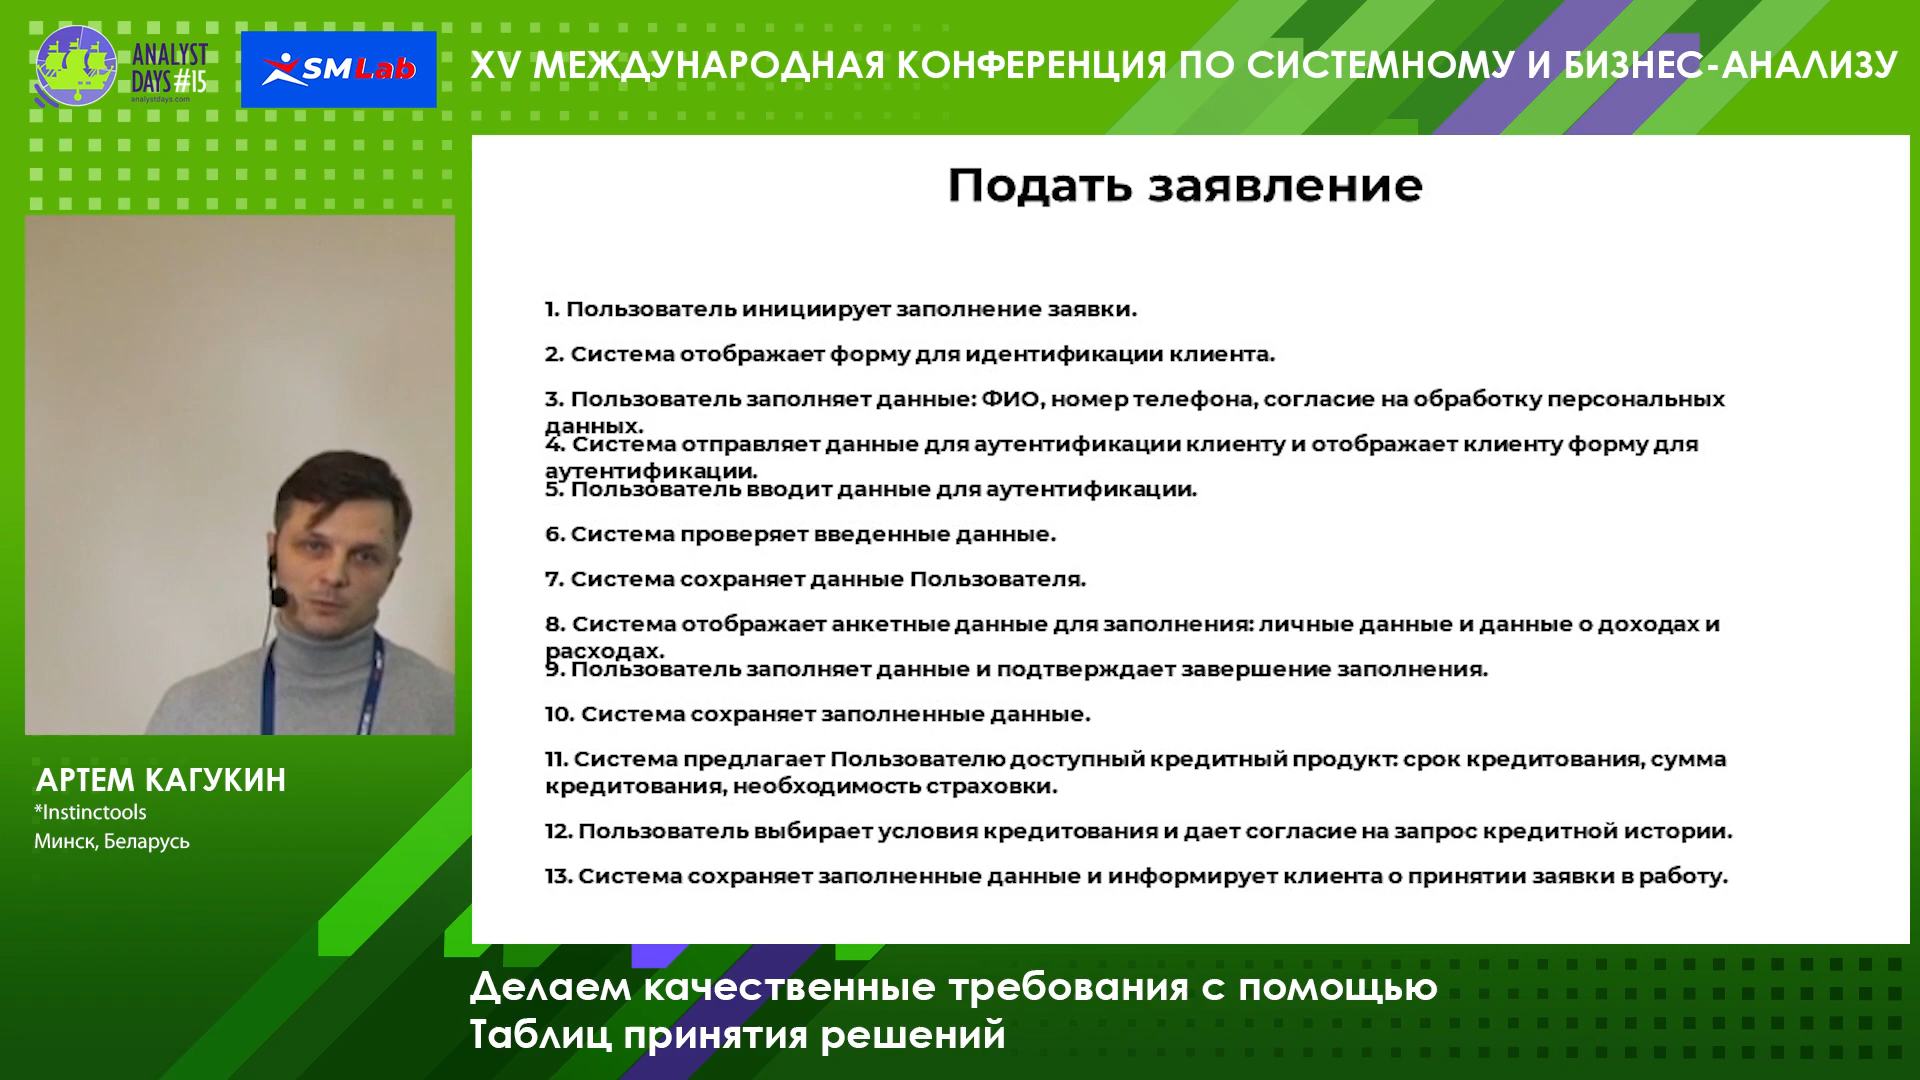 ANALYST
DAYS #15
analystdays.com
SMLab
XV МЕЖДУНАРОДНАЯ КОНФЕРЕНЦИЯ ПО СИСТЕМНОМУ И БИЗНЕС-АНАЛИЗУ
Подать заявление
1. Пользователь инициирует заполнение заявки.
2. Система отображает форму для идентификации клиента.
3. Пользователь заполняет данные: ФИО, номер телефона, согласие на обработку персональных
данных.
4. Система отправляет данные для аутентификации клиенту и отображает клиенту форму для
аутентификации.
5. Пользователь вводит данные для аутентификации.
6. Система проверяет введенные данные.
7. Система сохраняет данные Пользователя.
8. Система отображает анкетные данные для заполнения: личные данные и данные о доходах и
расходах.
9. Пользователь заполняет данные и подтверждает завершение заполнения.
10. Система сохраняет заполненные данные.
11. Система предлагает Пользователю доступный кредитный продукт: срок кредитования, сумма
кредитования, необходимость страховки.
12. Пользователь выбирает условия кредитования и дает согласие на запрос кредитной истории.
13. Система сохраняет заполненные данные и информирует клиента о принятии заявки в работу.
АРТЕМ КАГУКИН
*Instinctools
Минск, Беларусь
Делаем качественные требования с помощью
Таблиц принятия решений